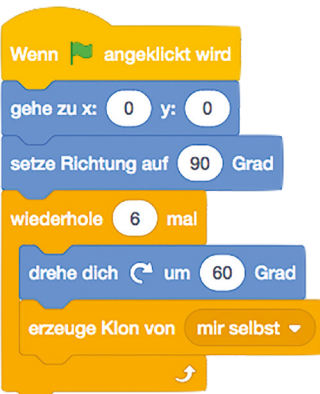 Wenn angeklickt wird
gehe zu x: 0 y: 0
setze Richtung auf 90 Grad
wiederhole 6 mal
drehe dich um 60 Grad
erzeuge Klon von mir selbst